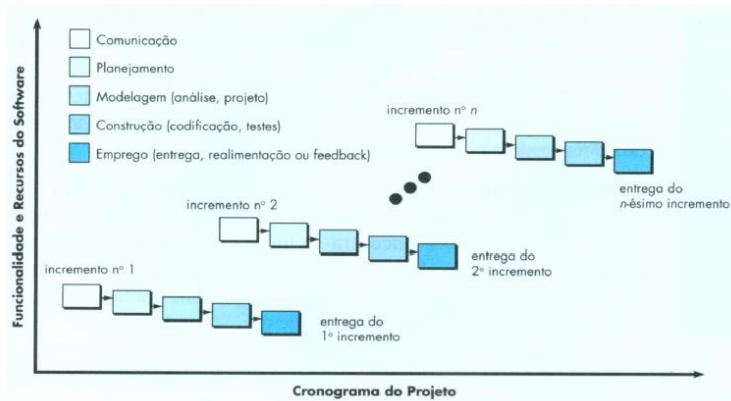 Funcionalidade e Recursos do Software
Comunicação
Planejamento
Modelagem (análise, projeto)
Construção (codificação, testes)
Emprego (entrega, realimentação ou feedback)
incremento nº n
entrega do
n-ésimo incremento
incremento nº 2
entrega do
2º incremento
incremento nº 1
entrega do
1º incremento
Cronograma do Projeto